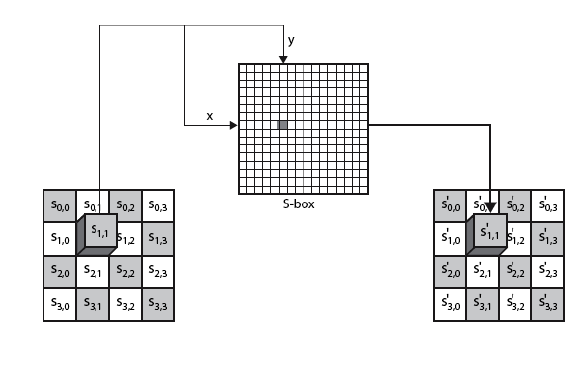 y
x
S-box
s0,0 s0,1 s0,2 s0,3
s1,0 s1,1 s1,2 s1,3
s2,0 s2,1 s2,2 s2,3
s3,0 s3,1 s3,2 s3,3
s'0,0 s'0,1 s'0,2 s'0,3
s'1,0 s'1,1 s'1,2 s'1,3
s'2,0 s'2,1 s'2,2 s'2,3
s'3,0 s'3,1 s'3,2 s'3,3